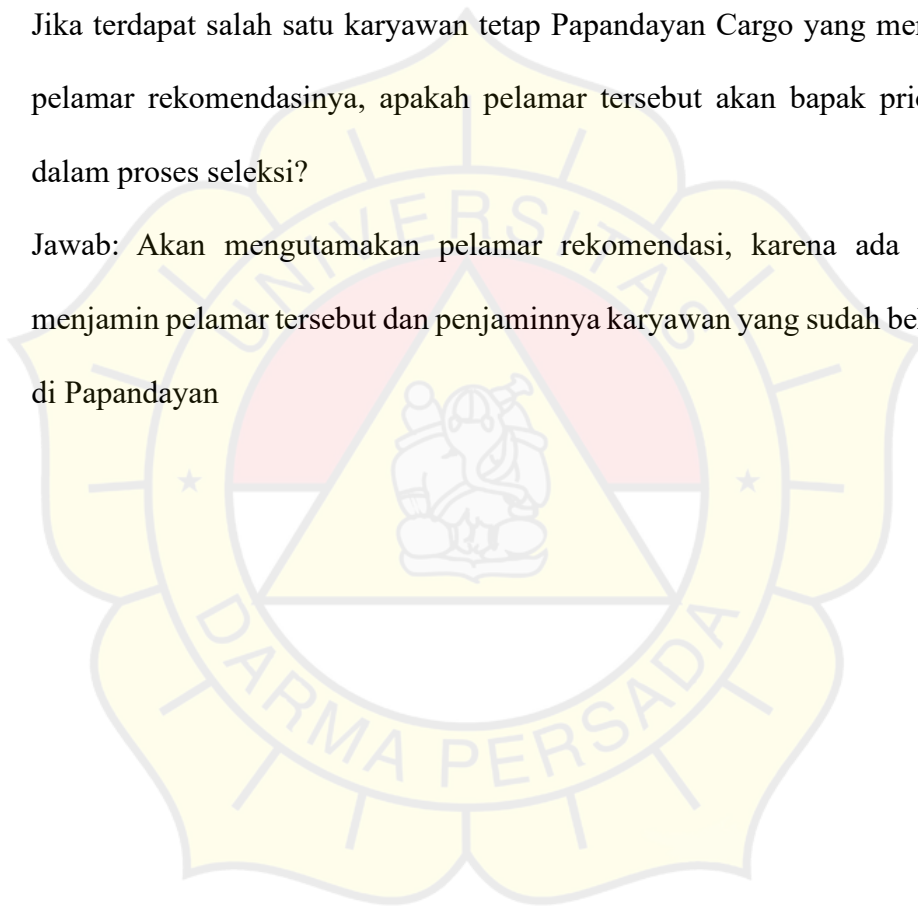 Jika terdapat salah satu karyawan tetap Papandayan Cargo yang
pelamar rekomendasinya, apakah pelamar tersebut akan bapak
dalam proses seleksi?
Jawab: Akan mengutamakan pelamar rekomendasi, karena ada
menjamin pelamar tersebut dan penjaminnya karyawan yang sudah
di Papandayan
UNIVERSITAS
DARMA PERSADA